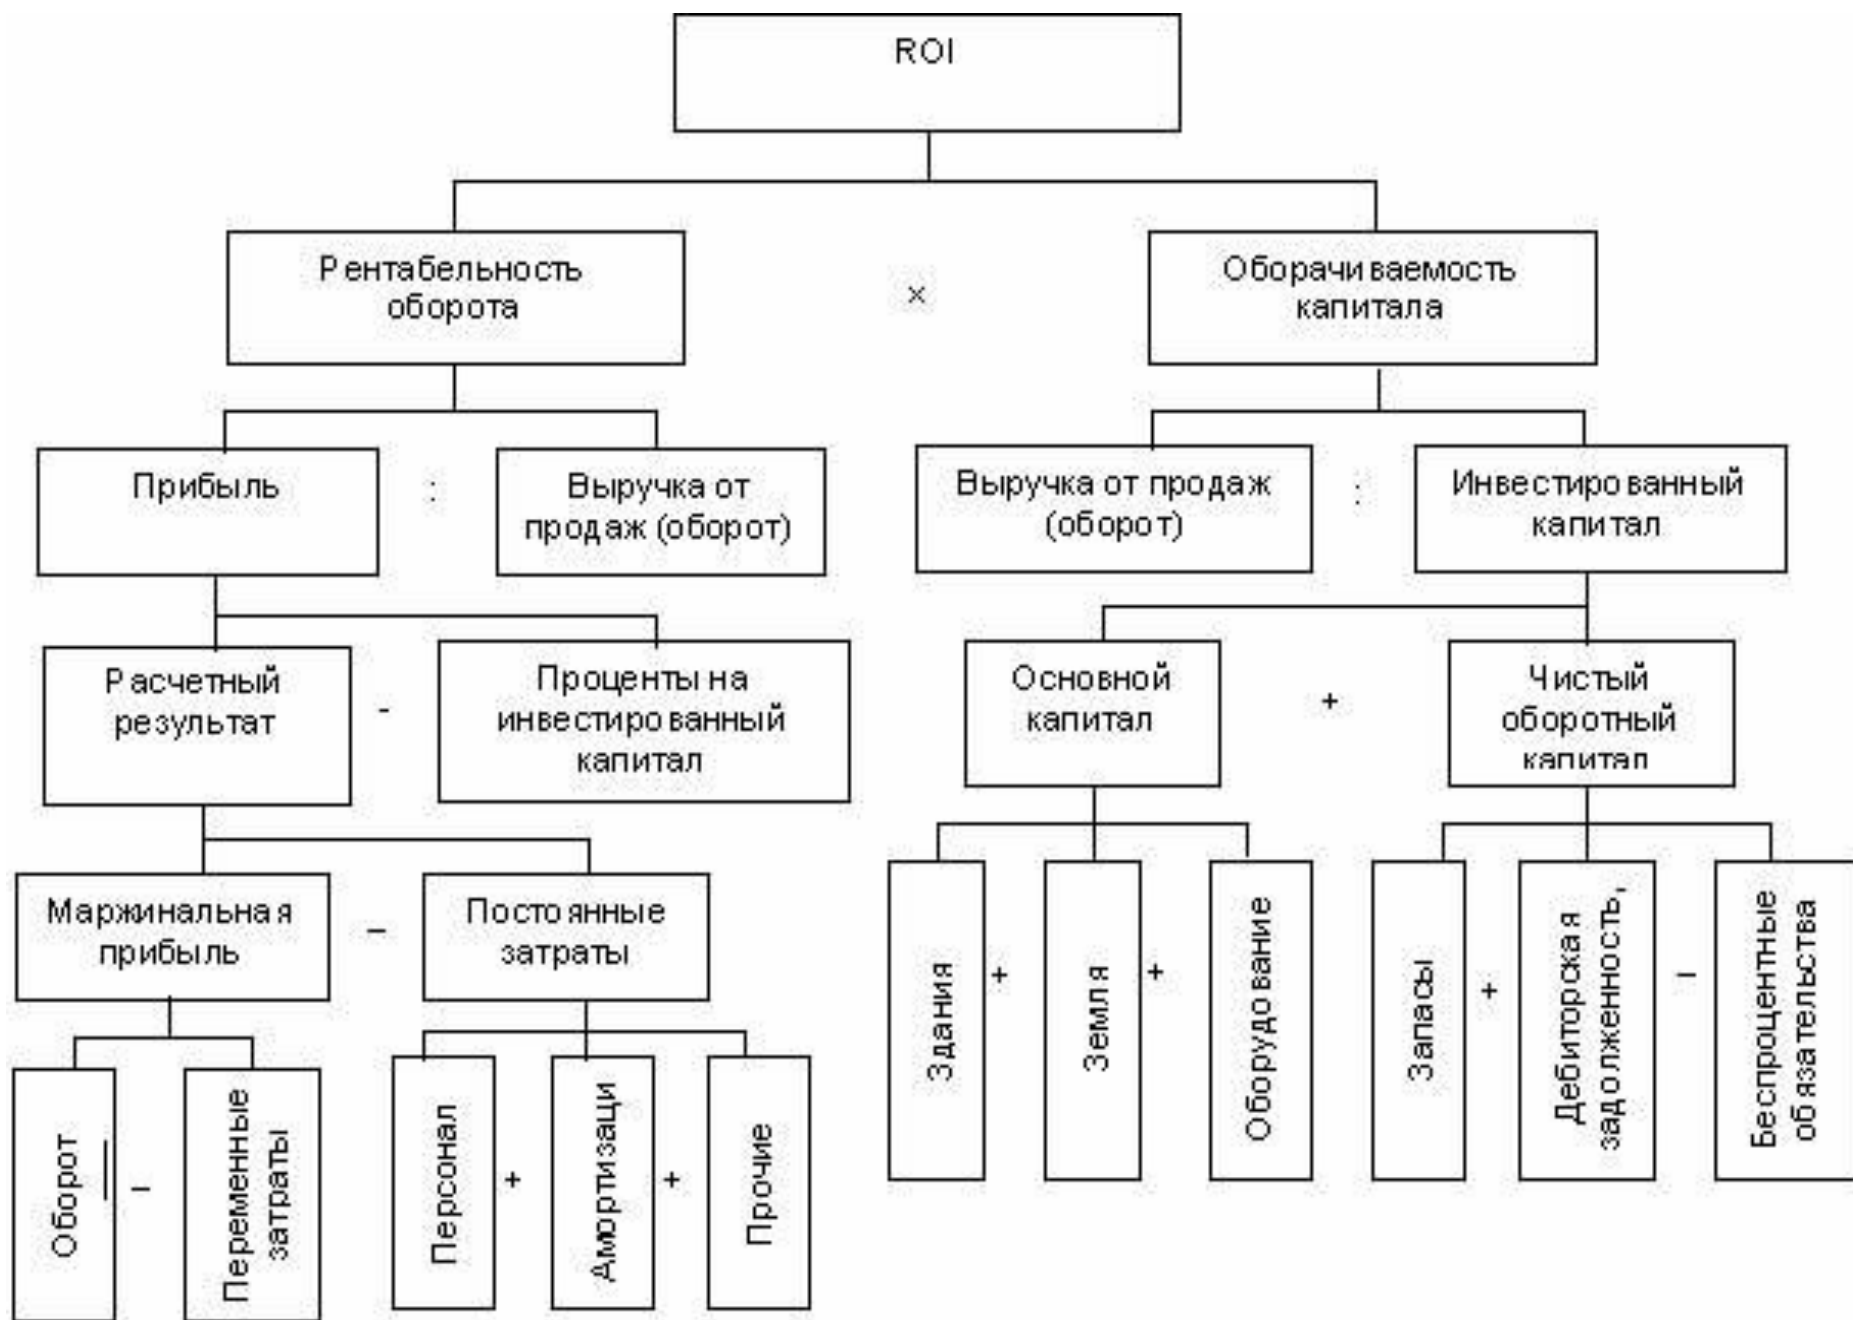 ROI
Рентабельность
оборота
×
Оборачиваемость
капитала
Прибыль
:
Выручка от
продаж (оборот)
Выручка от продаж
(оборот)
:
Инвестированный
капитал
Расчетный
результат
-
Проценты на
инвестированный
капитал
Основной
капитал
+
Чистый
оборотный
капитал
Маржинальная
прибыль
–
Постоянные
затраты
Здания
+
Земля
+
Оборудование
Запасы
+
Дебиторская
задолженность,
–
Беспроцентные
обязательства
Оборот
–
Переменные
затраты
Персонал
+
Амортизаци
+
Прочие